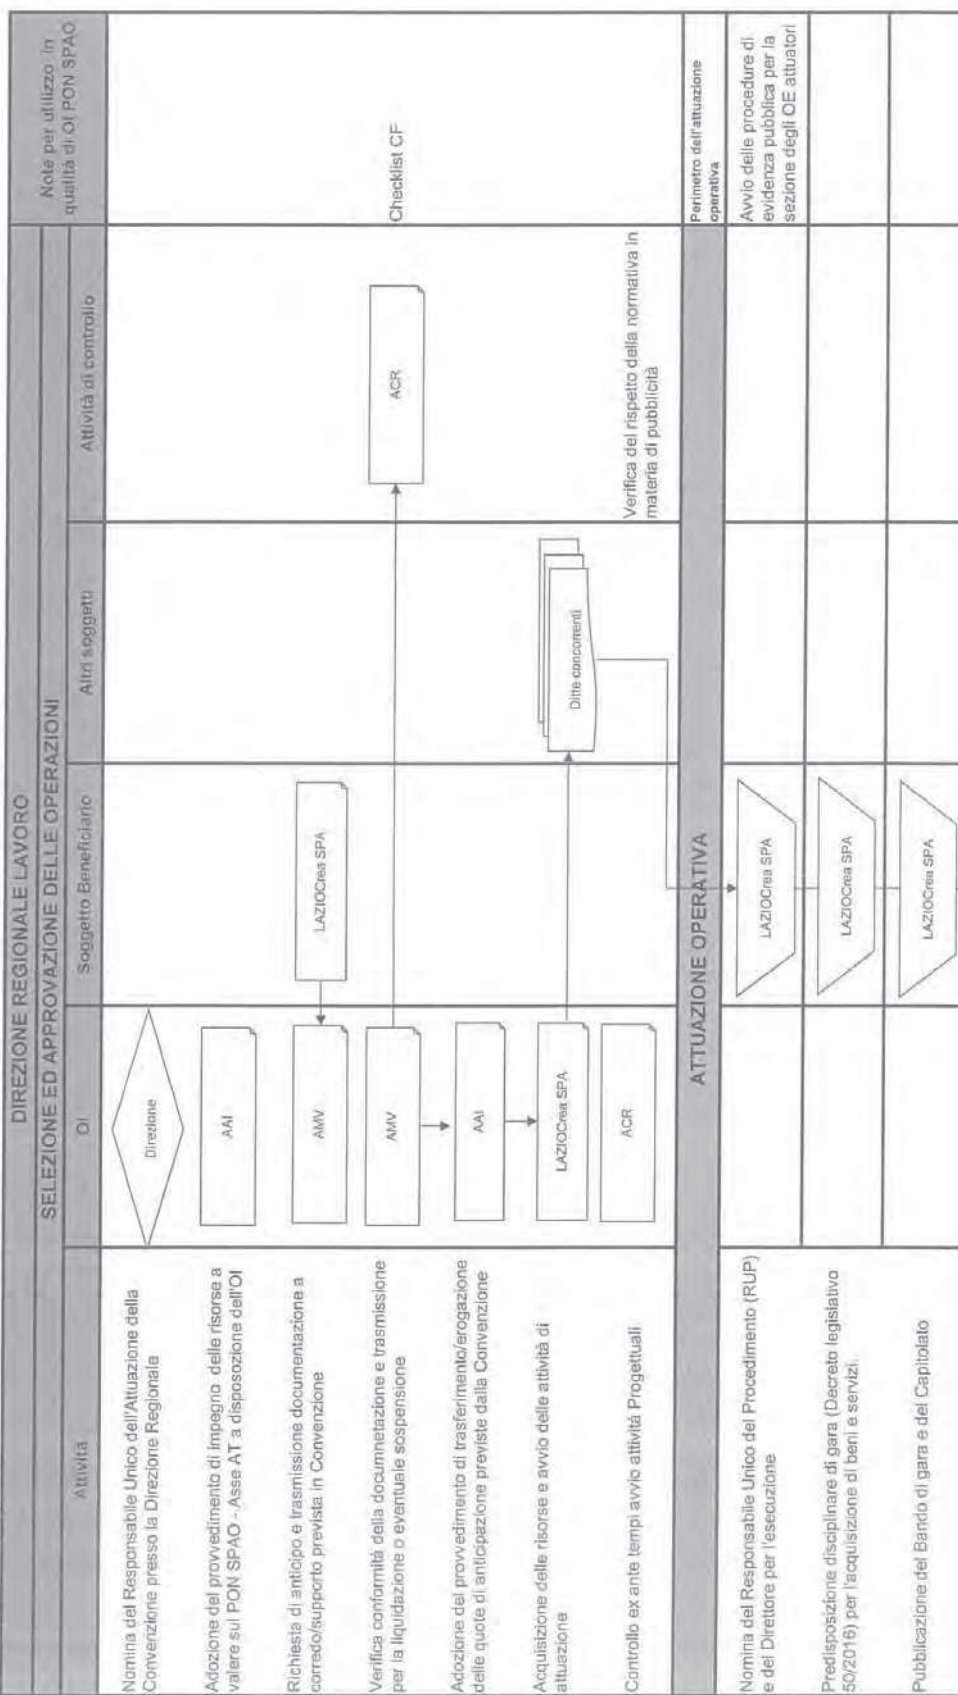 DIREZIONE REGIONALE LAVORO
SELEZIONE ED APPROVAZIONE DELLE OPERAZIONI
Note per utilizzo in
qualità di OI PON SPAO
Attività
OI
Soggetto Beneficiario
Altri soggetti
Attività di controllo
Nomina del Responsabile Unico dell'Attuazione della
Convenzione presso la Direzione Regionale
Direzione
Adozione del provvedimento di impegno delle risorse a
valere sul PON SPAO - Asse AT a disposozione dell'OI
AAI
Richiesta di anticipo e trasmissione documentazione a
corredo/supporto prevista in Convenzione
AMV
LAZIOCrea SPA
Verifica conformità della documnetazione e trasmissione
per la liquidazione o eventuale sospensione
AMV
ACR
Checklist CF
Adozione del provvedimento di trasferimento/erogazione
delle quote di anticipazione previste dalla Convenzione
AAI
Acquisizione delle risorse e avvio delle attività di
attuazione
LAZIOCrea SPA
Ditte concorrenti
Controllo ex ante tempi avvio attività Progettuali
ACR
Verifica del rispetto della normativa in
materia di pubblicità
ATTUAZIONE OPERATIVA
Perimetro dell'attuazione
operativa
Nomina del Responsabile Unico del Procedimento (RUP)
e del Direttore per l'esecuzione
LAZIOCrea SPA
Avvio delle procedure di
evidenza pubblica per la
sezione degli OE attuatori
Predisposizione disciplinare di gara (Decreto legislativo
50/2016) per l'acquisizione di beni e servizi.
LAZIOCrea SPA
Pubblicazione del Bando di gara e del Capitolato
LAZIOCrea SPA